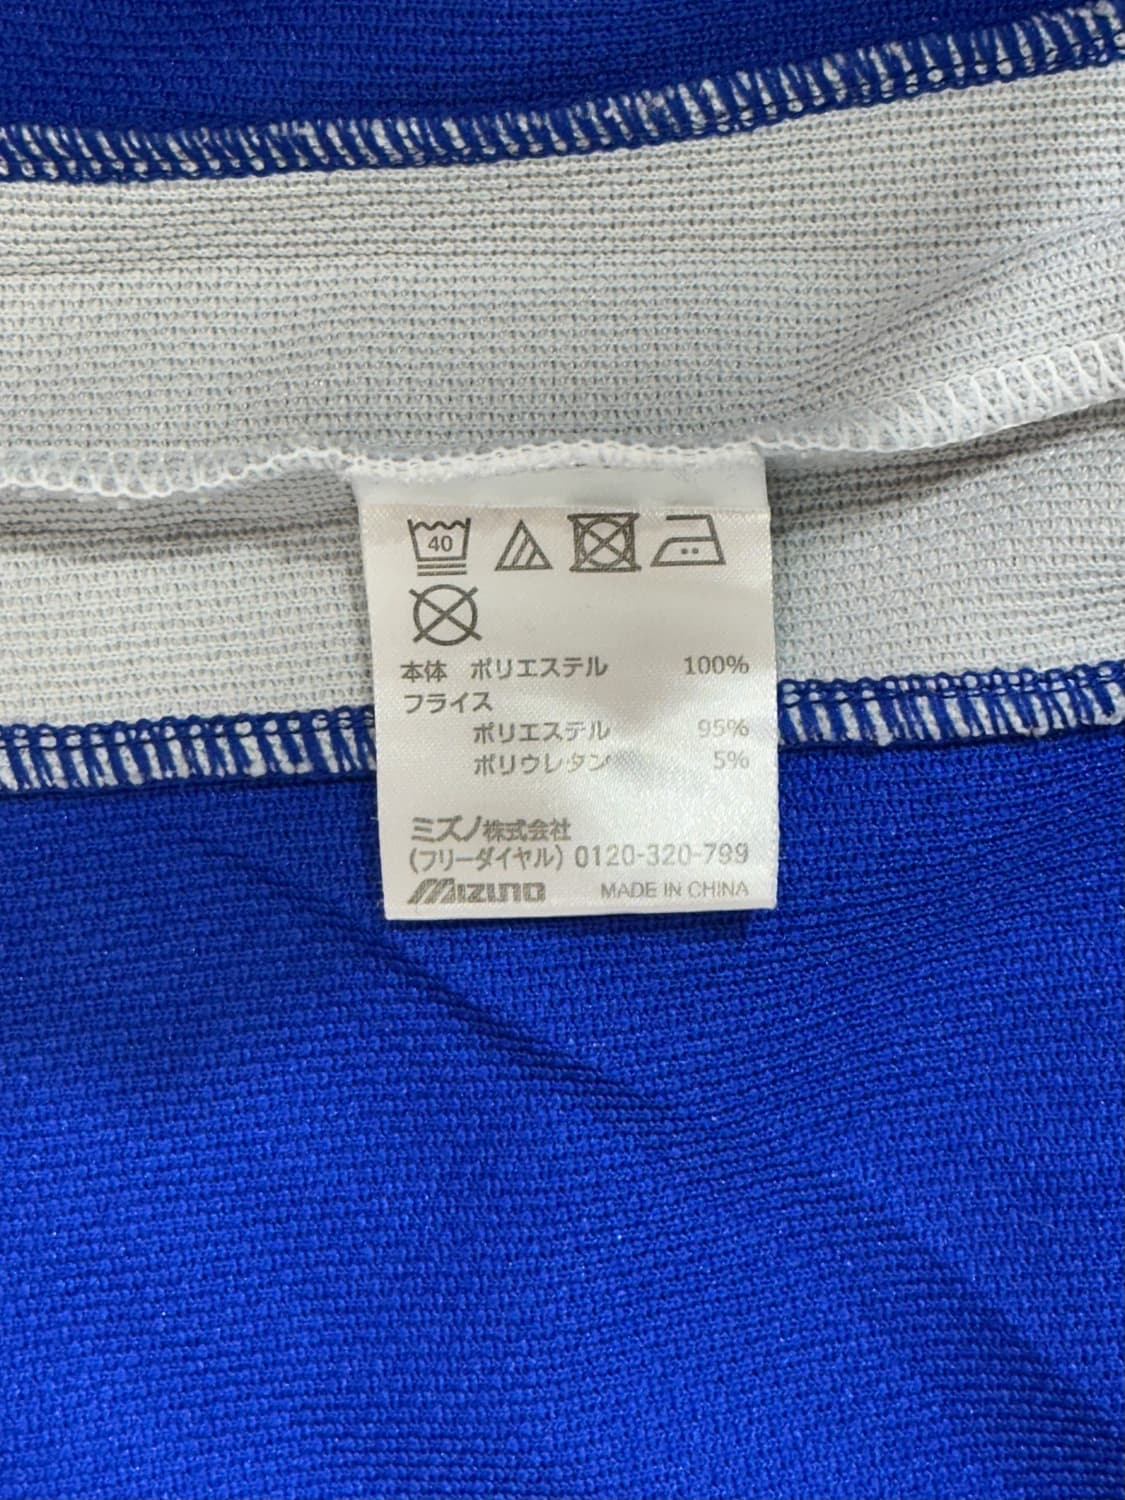 40
本体 ポリエステル 100%
フライス
ポリエステル 95%
ポリウレタン 5%
ミズノ株式会社
(フリーダイヤル) 0120-320-799
MIZUNO MADE IN CHINA